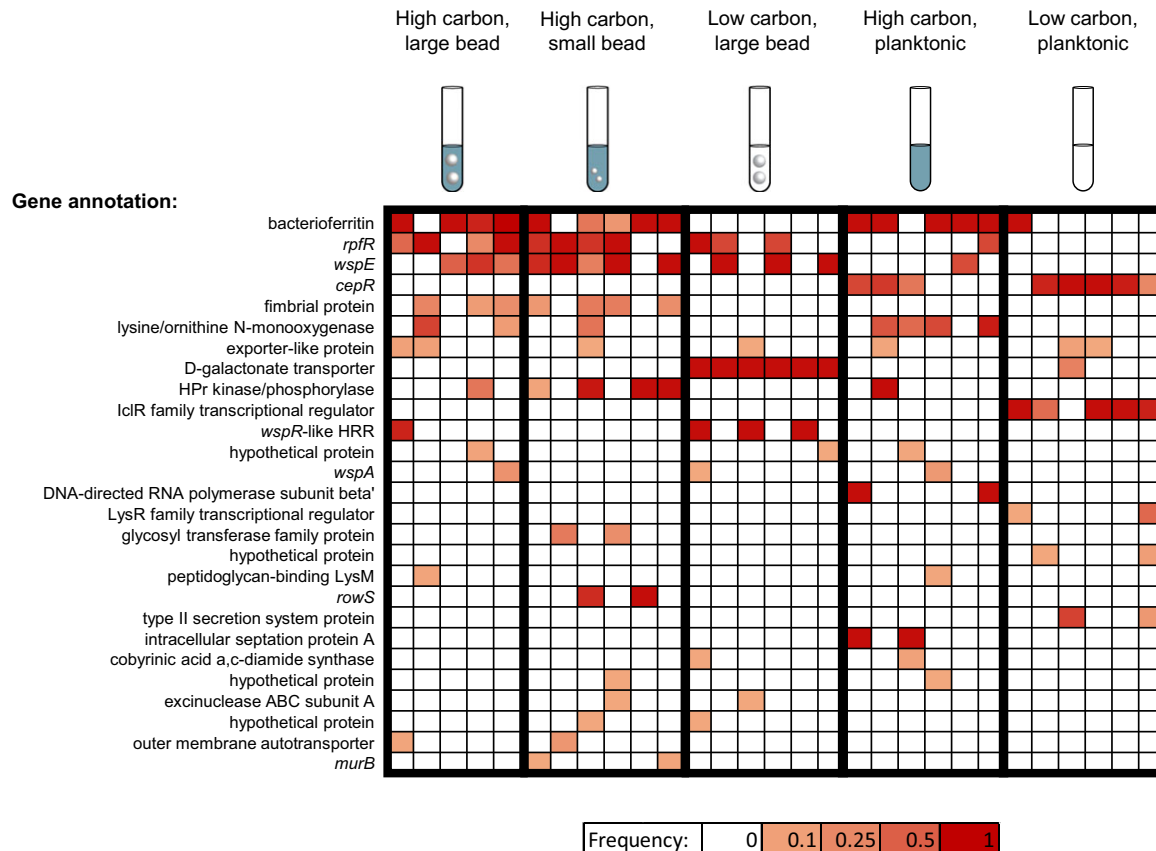 High carbon,
large bead
High carbon,
small bead
Low carbon,
large bead
High carbon,
planktonic
Low carbon,
planktonic
Gene annotation:
bacterioferritin
rpfR
wspE
cepR
fimbrial protein
lysine/ornithine N-monooxygenase
exporter-like protein
D-galactonate transporter
HPr kinase/phosphorylase
IclR family transcriptional regulator
wspR-like HRR
hypothetical protein
wspA
DNA-directed RNA polymerase subunit beta'
LysR family transcriptional regulator
glycosyl transferase family protein
hypothetical protein
peptidoglycan-binding LysM
rowS
type II secretion system protein
intracellular septation protein A
cobyrinic acid a,c-diamide synthase
hypothetical protein
excinuclease ABC subunit A
hypothetical protein
outer membrane autotransporter
murB
Frequency: 0 0.1 0.25 0.5 1